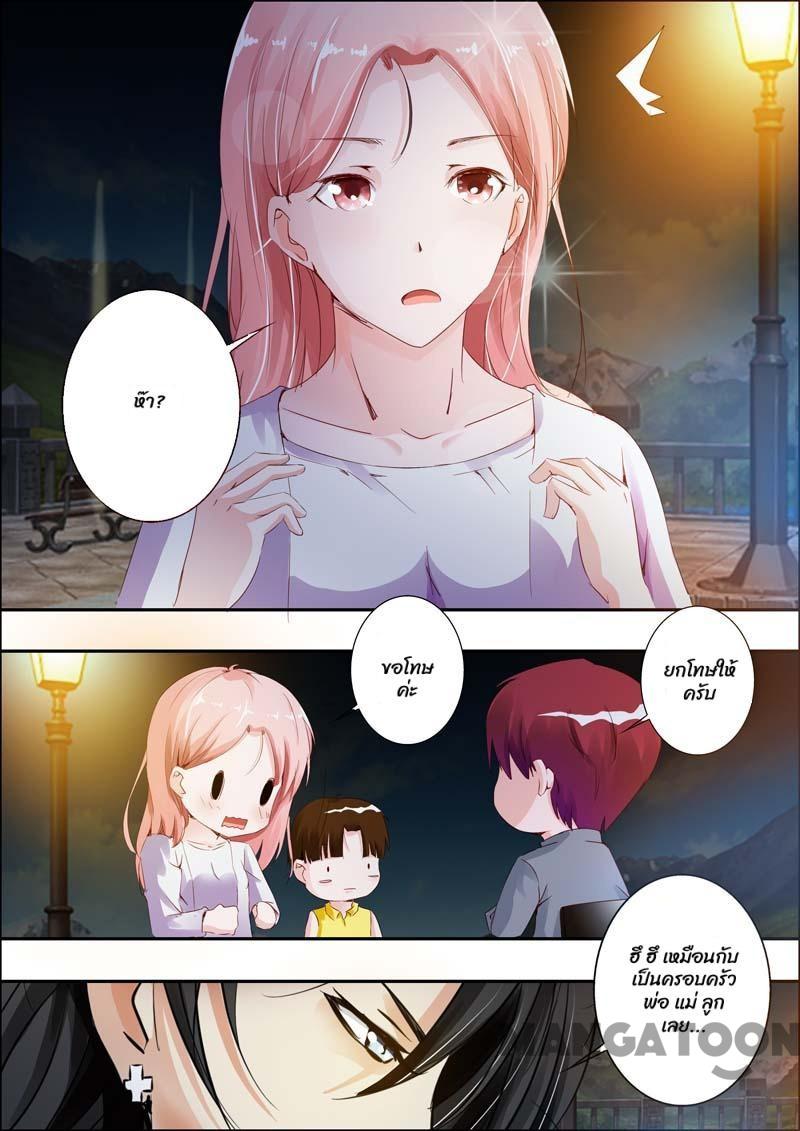 ห๊า?
ขอโทษ
ค่ะ
ยกโทษให้
ครับ
ฮึ ฮึ เหมือนกับ
เป็นครอบครัว
พ่อ แม่ ลูก
เลย...
MANGATOON